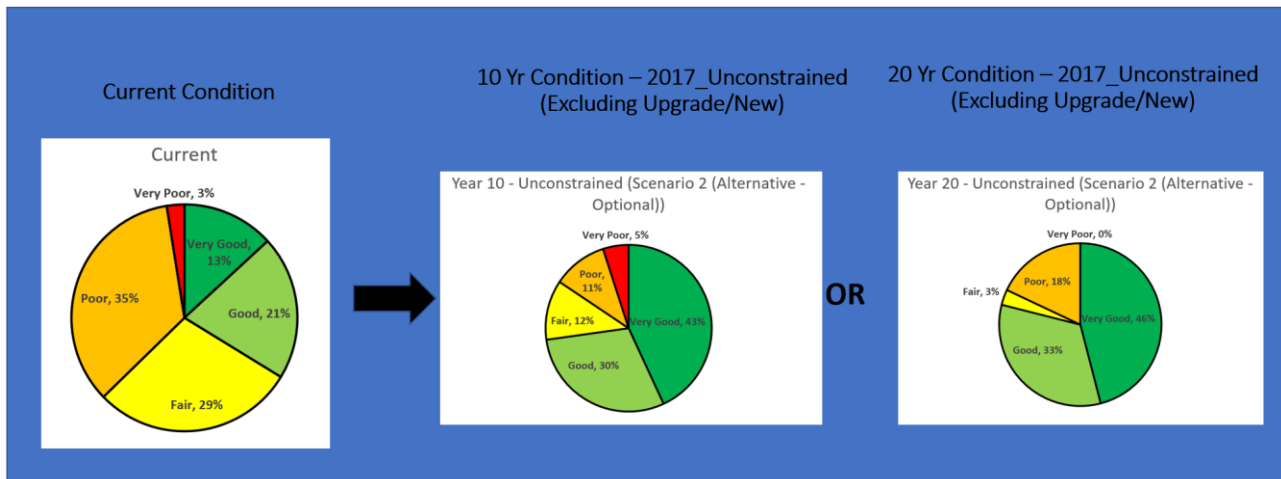 Current Condition
10 Yr Condition – 2017_Unconstrained
(Excluding Upgrade/New)
20 Yr Condition – 2017_Unconstrained
(Excluding Upgrade/New)
Current
Very Poor, 3%
Very Good,
13%
Good, 21%
Fair, 29%
Poor, 35%
Year 10 - Unconstrained (Scenario 2 (Alternative -
Optional))
Very Poor, 5%
Very Good, 43%
Good, 30%
Fair, 12%
Poor,
11%
OR
Year 20 - Unconstrained (Scenario 2 (Alternative -
Optional))
Very Poor, 0%
Very Good, 46%
Good, 33%
Fair, 3%
Poor, 18%